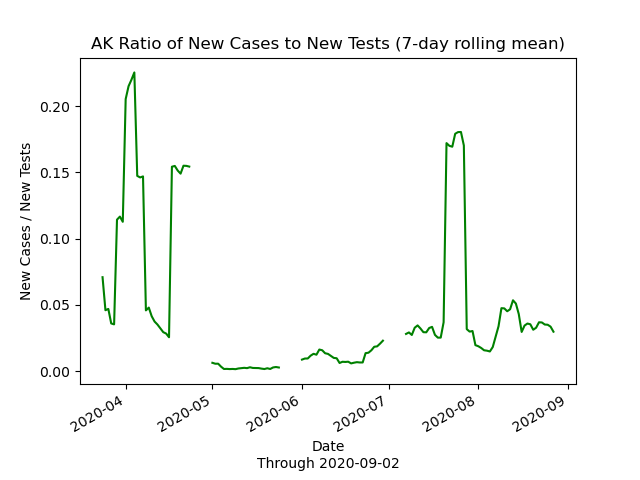 AK Ratio of New Cases to New Tests (7-day rolling mean)
New Cases / New Tests
0.20
0.15
0.10
0.05
0.00
2020-04
2020-05
2020-06
2020-07
2020-08
2020-09
Date
Through 2020-09-02